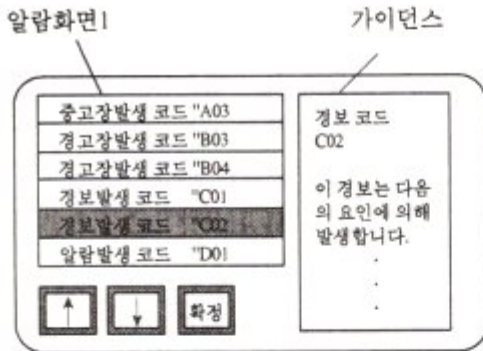 알람화면1
가이던스
중고장발생 코드 "A03
경고장발생 코드 "B03
경고장발생 코드 "B04
경보발생 코드 "C01
경보발생 코드 "C02
알람발생 코드 "D01
확정
경보 코드
C02
이 경보는 다음
의 요인에 의해
발생합니다.